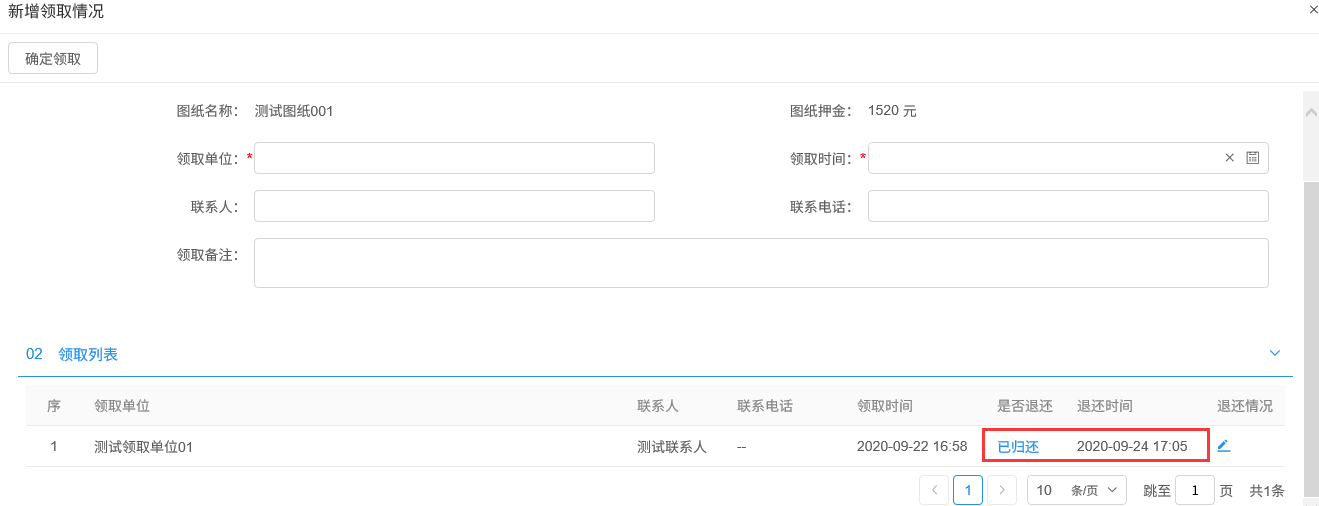 新增领取情况
确定领取
图纸名称： 测试图纸001 图纸押金： 1520 元
领取单位：* 领取时间：*
联系人： 联系电话：
领取备注：
02 领取列表
序 领取单位 联系人 联系电话 领取时间 是否退还 退还时间 退还情况
1 测试领取单位01 测试联系人 -- 2020-09-22 16:58 已归还 2020-09-24 17:05
1 10 条/页 跳至 1 页 共1条